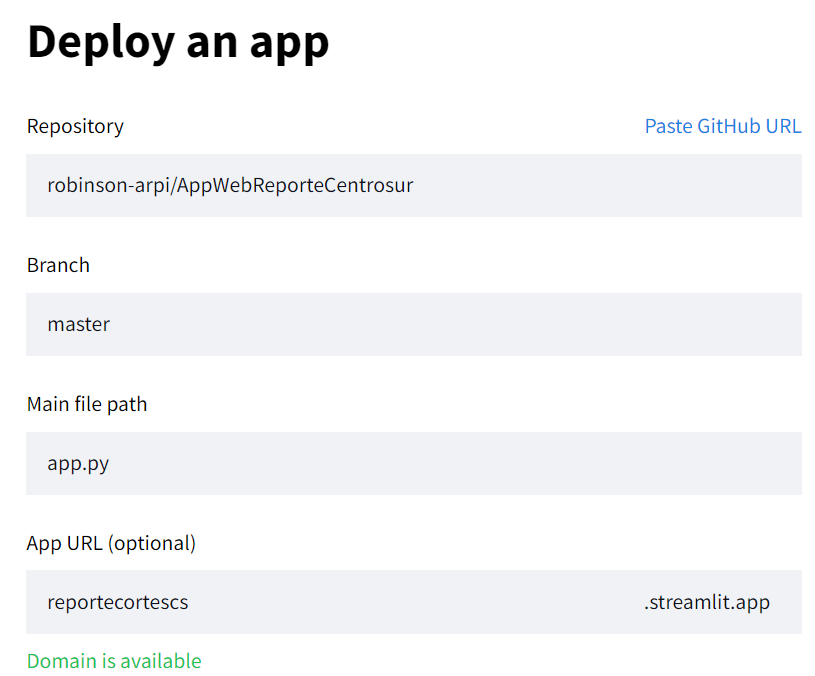 Deploy an app
Repository
Paste GitHub URL
robinson-arpi/AppWebReporteCentrosur
Branch
master
Main file path
app.py
App URL (optional)
reportecortescs
.streamlit.app
Domain is available